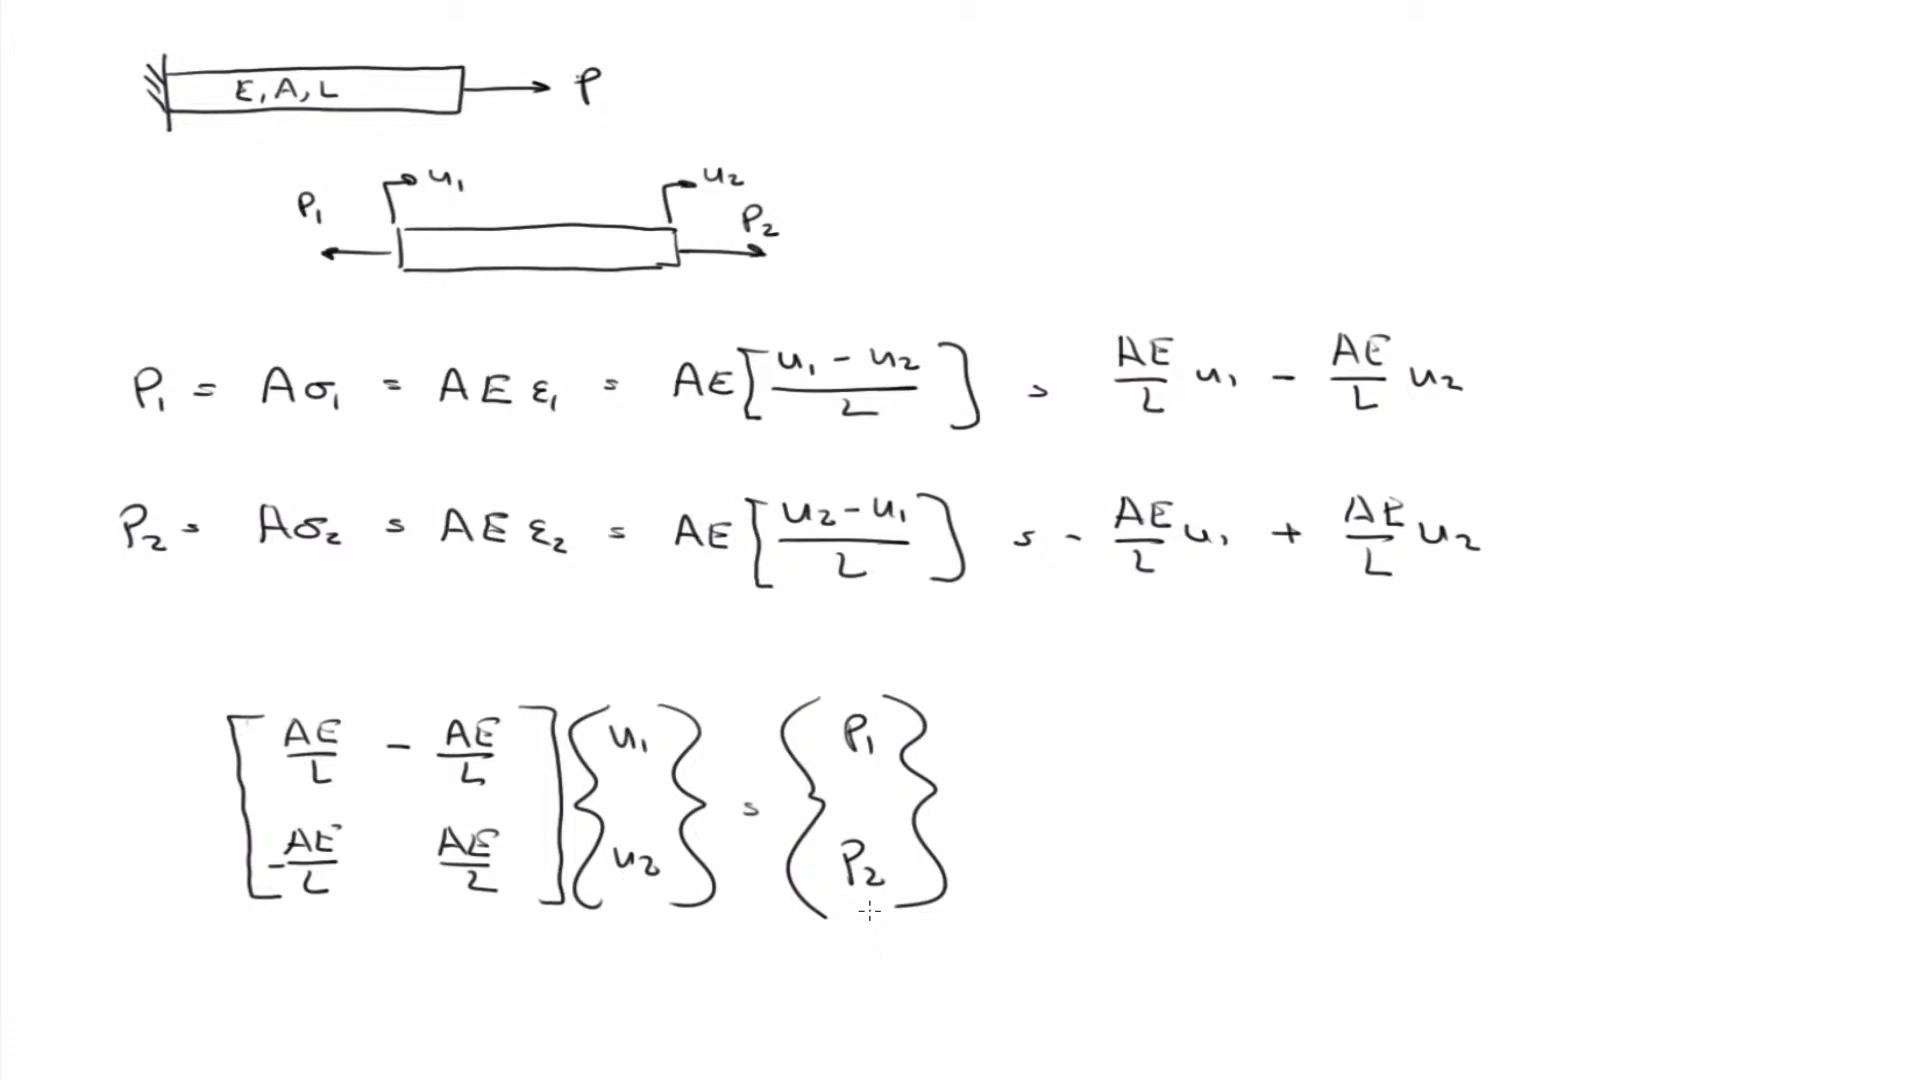 E, A, L
P
u₁
u₂
P₁
P₂
P₁ = Aσ₁ = AEε₁ = AE[(u₁ - u₂)/L] = AE/L u₁ - AE/L u₂
P₂ = Aσ₂ = AEε₂ = AE[(u₂ - u₁)/L] = - AE/L u₁ + AE/L u₂
[AE/L - AE/L] {u₁} = {P₁}
[-AE/L AE/L] {u₂} {P₂}